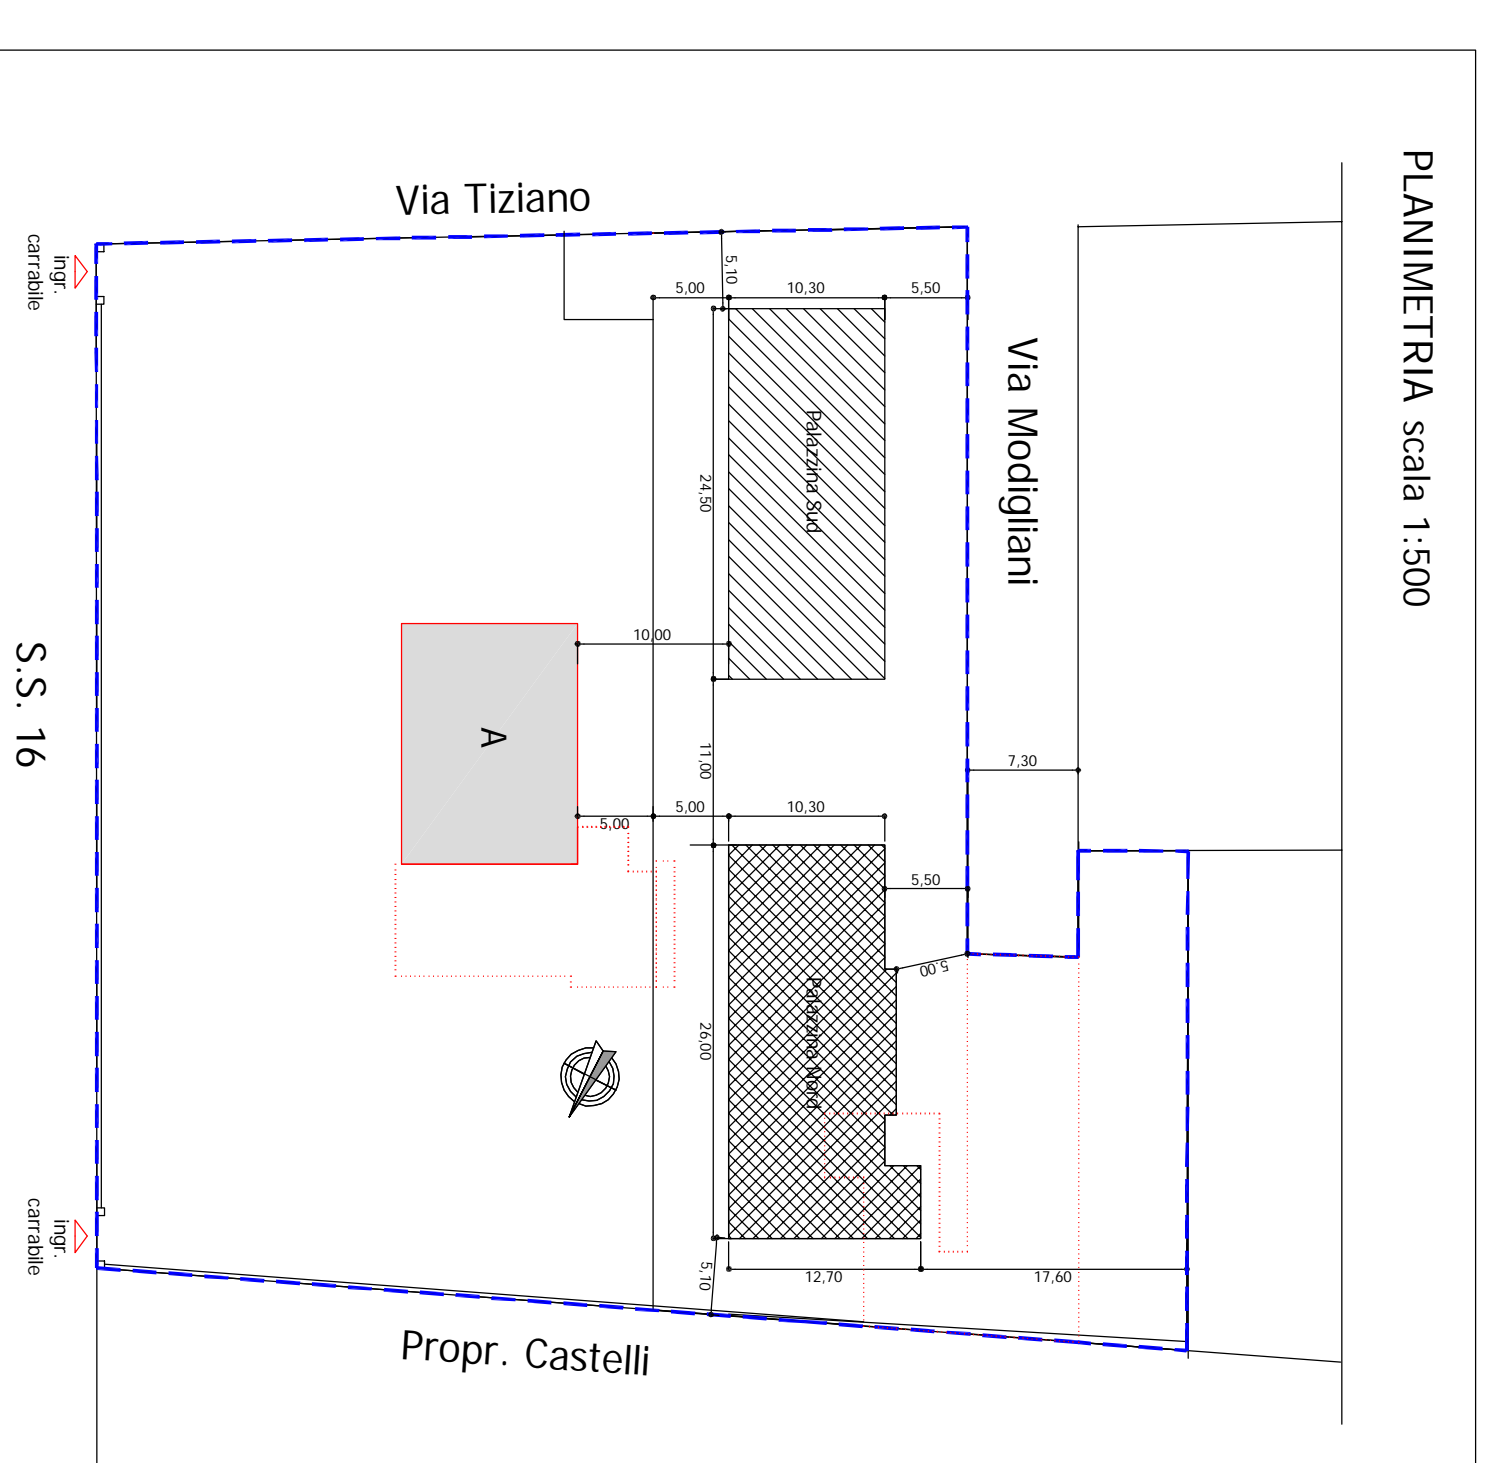 PLANIMETRIA scala 1:500
Via Tiziano
Via Modigliani
ingr.
carrabile
5,10
5,00
10,30
5,50
Palazzina Sud
24,50
10,00
S.S. 16
A
11,00
7,30
5,00
5,00
10,30
5,50
5.00
Palazzina Nord
26,00
ingr.
carrabile
5,10
12,70
17,60
Propr. Castelli